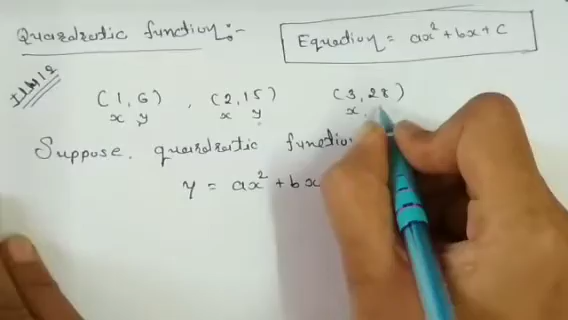 Quadratic function:-
Equation = ax² + bx + c
(1, 6) , (2, 15) (3, 28)
x y x y x,
Suppose. quadratic function
y = ax² + bx